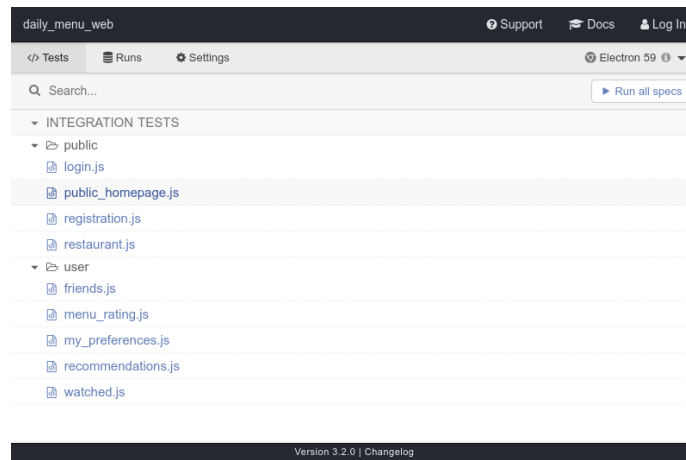 daily_menu_web Support Docs Log In
</> Tests Runs Settings Electron 59
Search... Run all specs
INTEGRATION TESTS
public
login.js
public_homepage.js
registration.js
restaurant.js
user
friends.js
menu_rating.js
my_preferences.js
recommendations.js
watched.js
Version 3.2.0 | Changelog